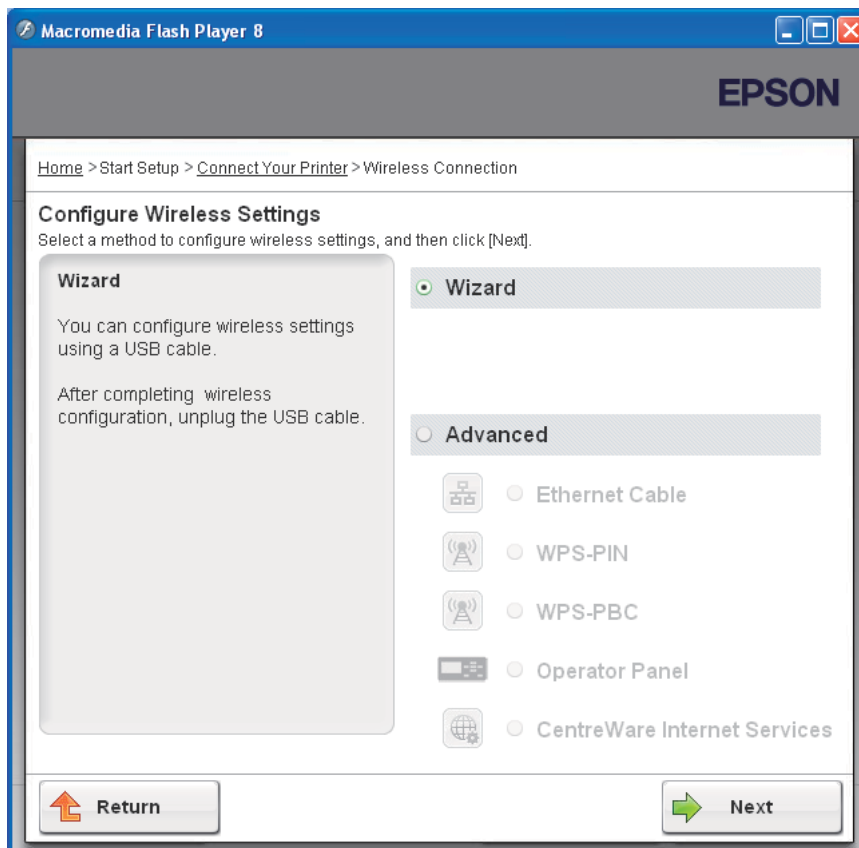 Macromedia Flash Player 8
EPSON
Home > Start Setup > Connect Your Printer > Wireless Connection
Configure Wireless Settings
Select a method to configure wireless settings, and then click [Next].
Wizard
You can configure wireless settings
using a USB cable.
After completing wireless
configuration, unplug the USB cable.
Wizard
Advanced
Ethernet Cable
WPS-PIN
WPS-PBC
Operator Panel
CentreWare Internet Services
Return
Next